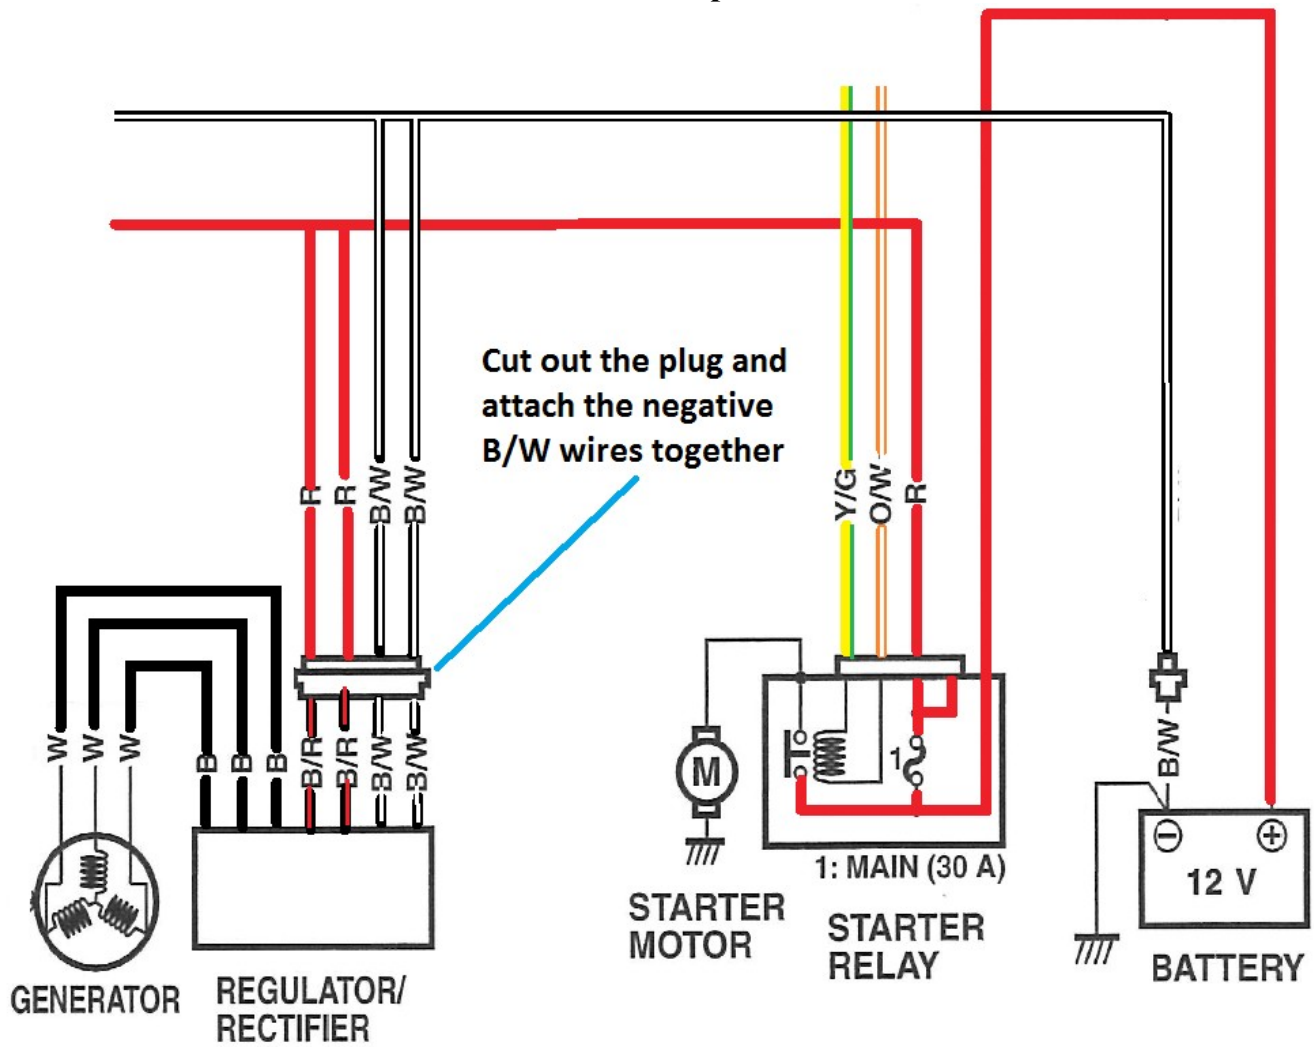 p
Cut out the plug and
attach the negative
B/W wires together
R
R
B/W
B/W
Y/G
O/W
R
W
W
W
B
B
B
B/R
B/R
B/W
B/W
M
1
B/W
12 V
1: MAIN (30 A)
STARTER
MOTOR
STARTER
RELAY
BATTERY
GENERATOR
REGULATOR/
RECTIFIER